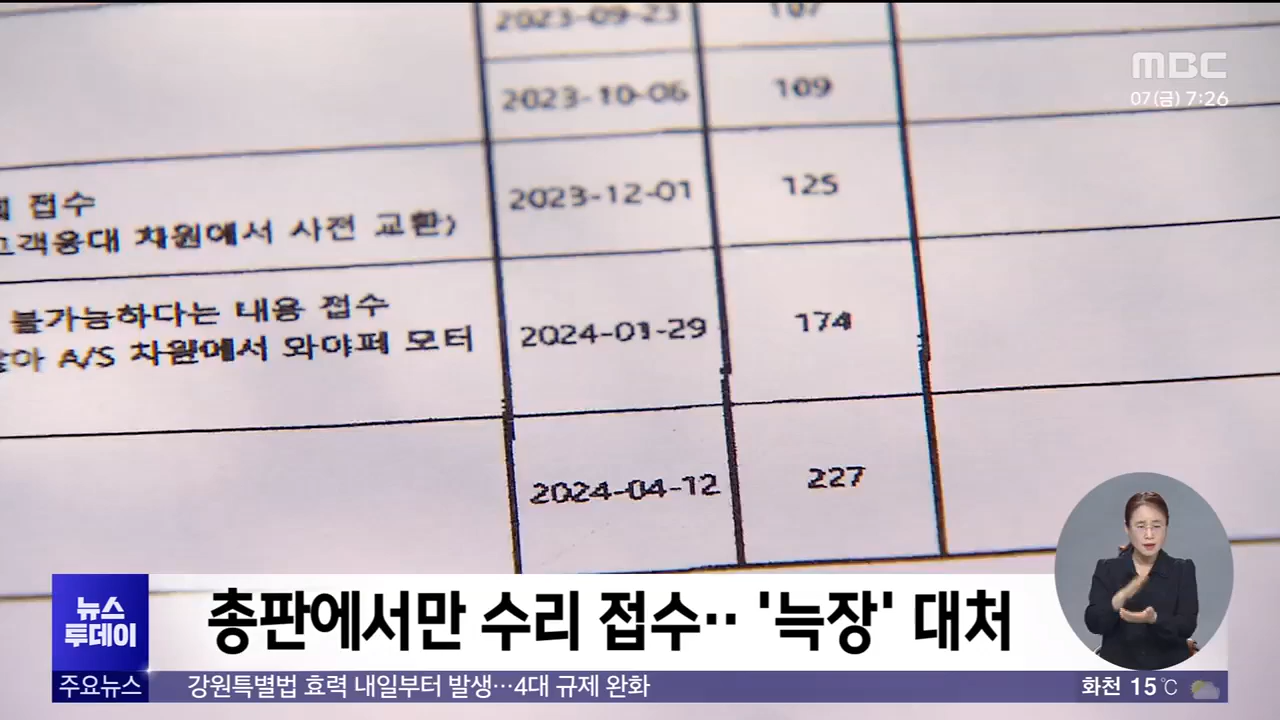 2023-09-23 107
MBC
07(금) 7:26
2023-10-06 109
접수
2023-12-01 125
고객응대 차원에서 사전 교환)
불가능하다는 내용 접수
2024-01-29 174
A/S 차원에서 와이퍼 모터
2024-04-12 227
뉴스
투데이
총판에서만 수리 접수‥ '늑장' 대처
주요뉴스 강원특별법 효력 내일부터 발생…4대 규제 완화 화천 15℃